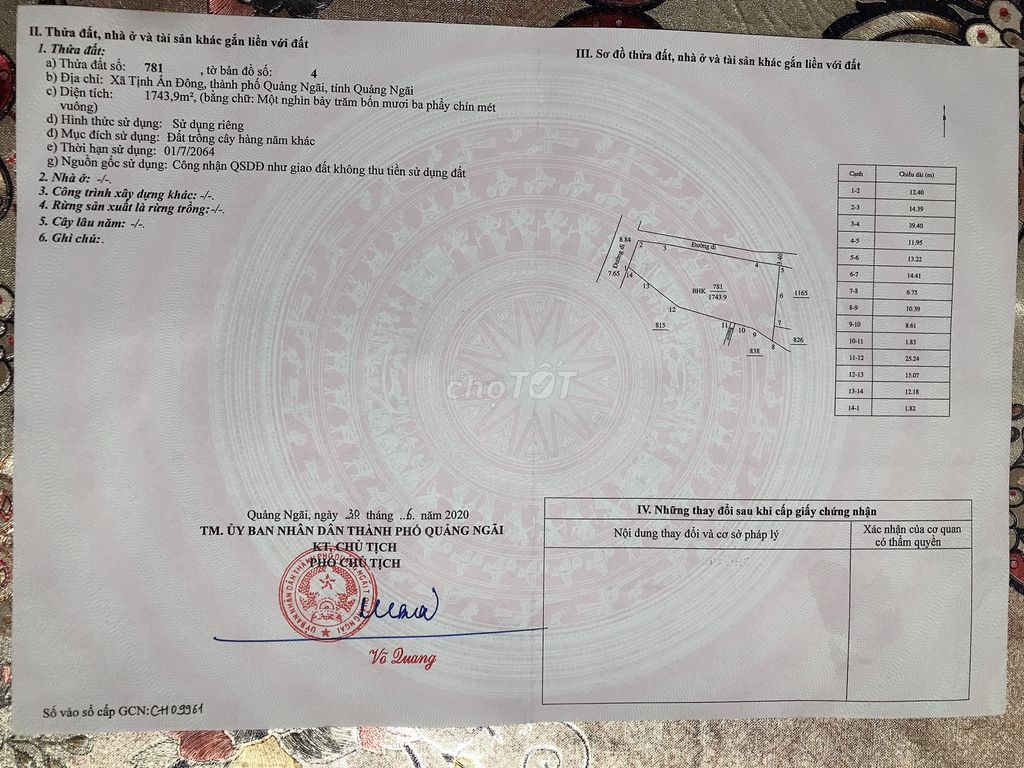 II. Thửa đất, nhà ở và tài sản khác gắn liền với đất
1. Thửa đất:
a) Thửa đất số: 781 , tờ bản đồ số: 4
b) Địa chỉ: Xã Tịnh Ấn Đông, thành phố Quảng Ngãi, tỉnh Quảng Ngãi
c) Diện tích: 1743,9m², (bằng chữ: Một nghìn bảy trăm bốn mươi ba phẩy chín mét
vuông)
d) Hình thức sử dụng: Sử dụng riêng
đ) Mục đích sử dụng: Đất trồng cây hàng năm khác
e) Thời hạn sử dụng: 01/7/2064
g) Nguồn gốc sử dụng: Công nhận QSDĐ như giao đất không thu tiền sử dụng đất
2. Nhà ở: -/-.
3. Công trình xây dựng khác: -/-.
4. Rừng sản xuất là rừng trồng: -/-.
5. Cây lâu năm: -/-.
6. Ghi chú: .
III. Sơ đồ thửa đất, nhà ở và tài sản khác gắn liền với đất
Đường đi
8.84
Đường đi
7.65
1
2
3
4
3.40
5
6
7
8
9
10
11
12
13
14
BHK 781
1743.9
1165
826
838
815
Cạnh Chiều dài (m)
1-2 12.40
2-3 14.39
3-4 39.40
4-5 11.95
5-6 13.22
6-7 14.41
7-8 6.75
8-9 10.39
9-10 8.61
10-11 1.83
11-12 25.24
12-13 15.07
13-14 12.18
14-1 1.82
chợTỐT
Quảng Ngãi, ngày 30 tháng 6 năm 2020
TM. ỦY BAN NHÂN DÂN THÀNH PHỐ QUẢNG NGÃI
KT, CHỦ TỊCH
PHÓ CHỦ TỊCH
Võ Quang
Số vào sổ cấp GCN: CH09961
IV. Những thay đổi sau khi cấp giấy chứng nhận
Nội dung thay đổi và cơ sở pháp lý
Xác nhận của cơ quan
có thẩm quyền